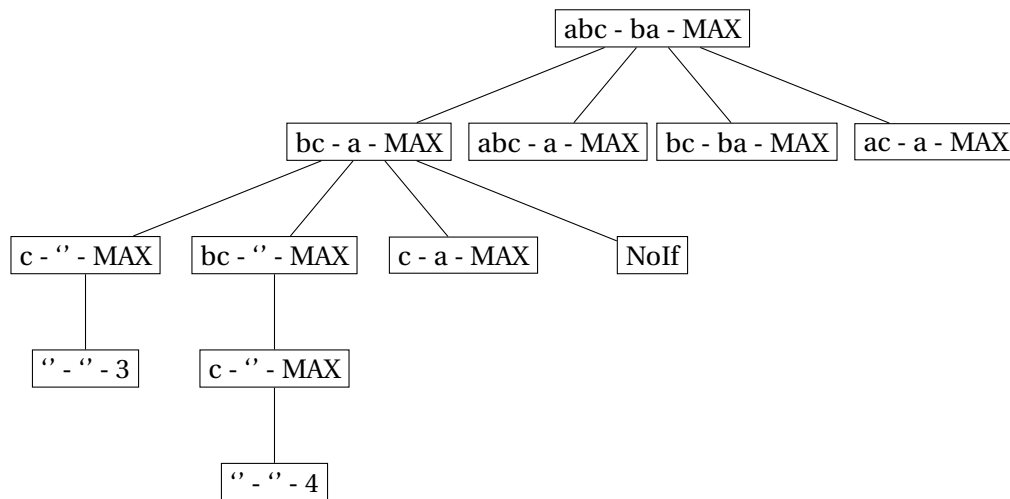 abc - ba - MAX
bc - a - MAX
abc - a - MAX
bc - ba - MAX
ac - a - MAX
c - ‘’ - MAX
bc - ‘’ - MAX
c - a - MAX
NoIf
‘’ - ‘’ - 3
c - ‘’ - MAX
‘’ - ‘’ - 4